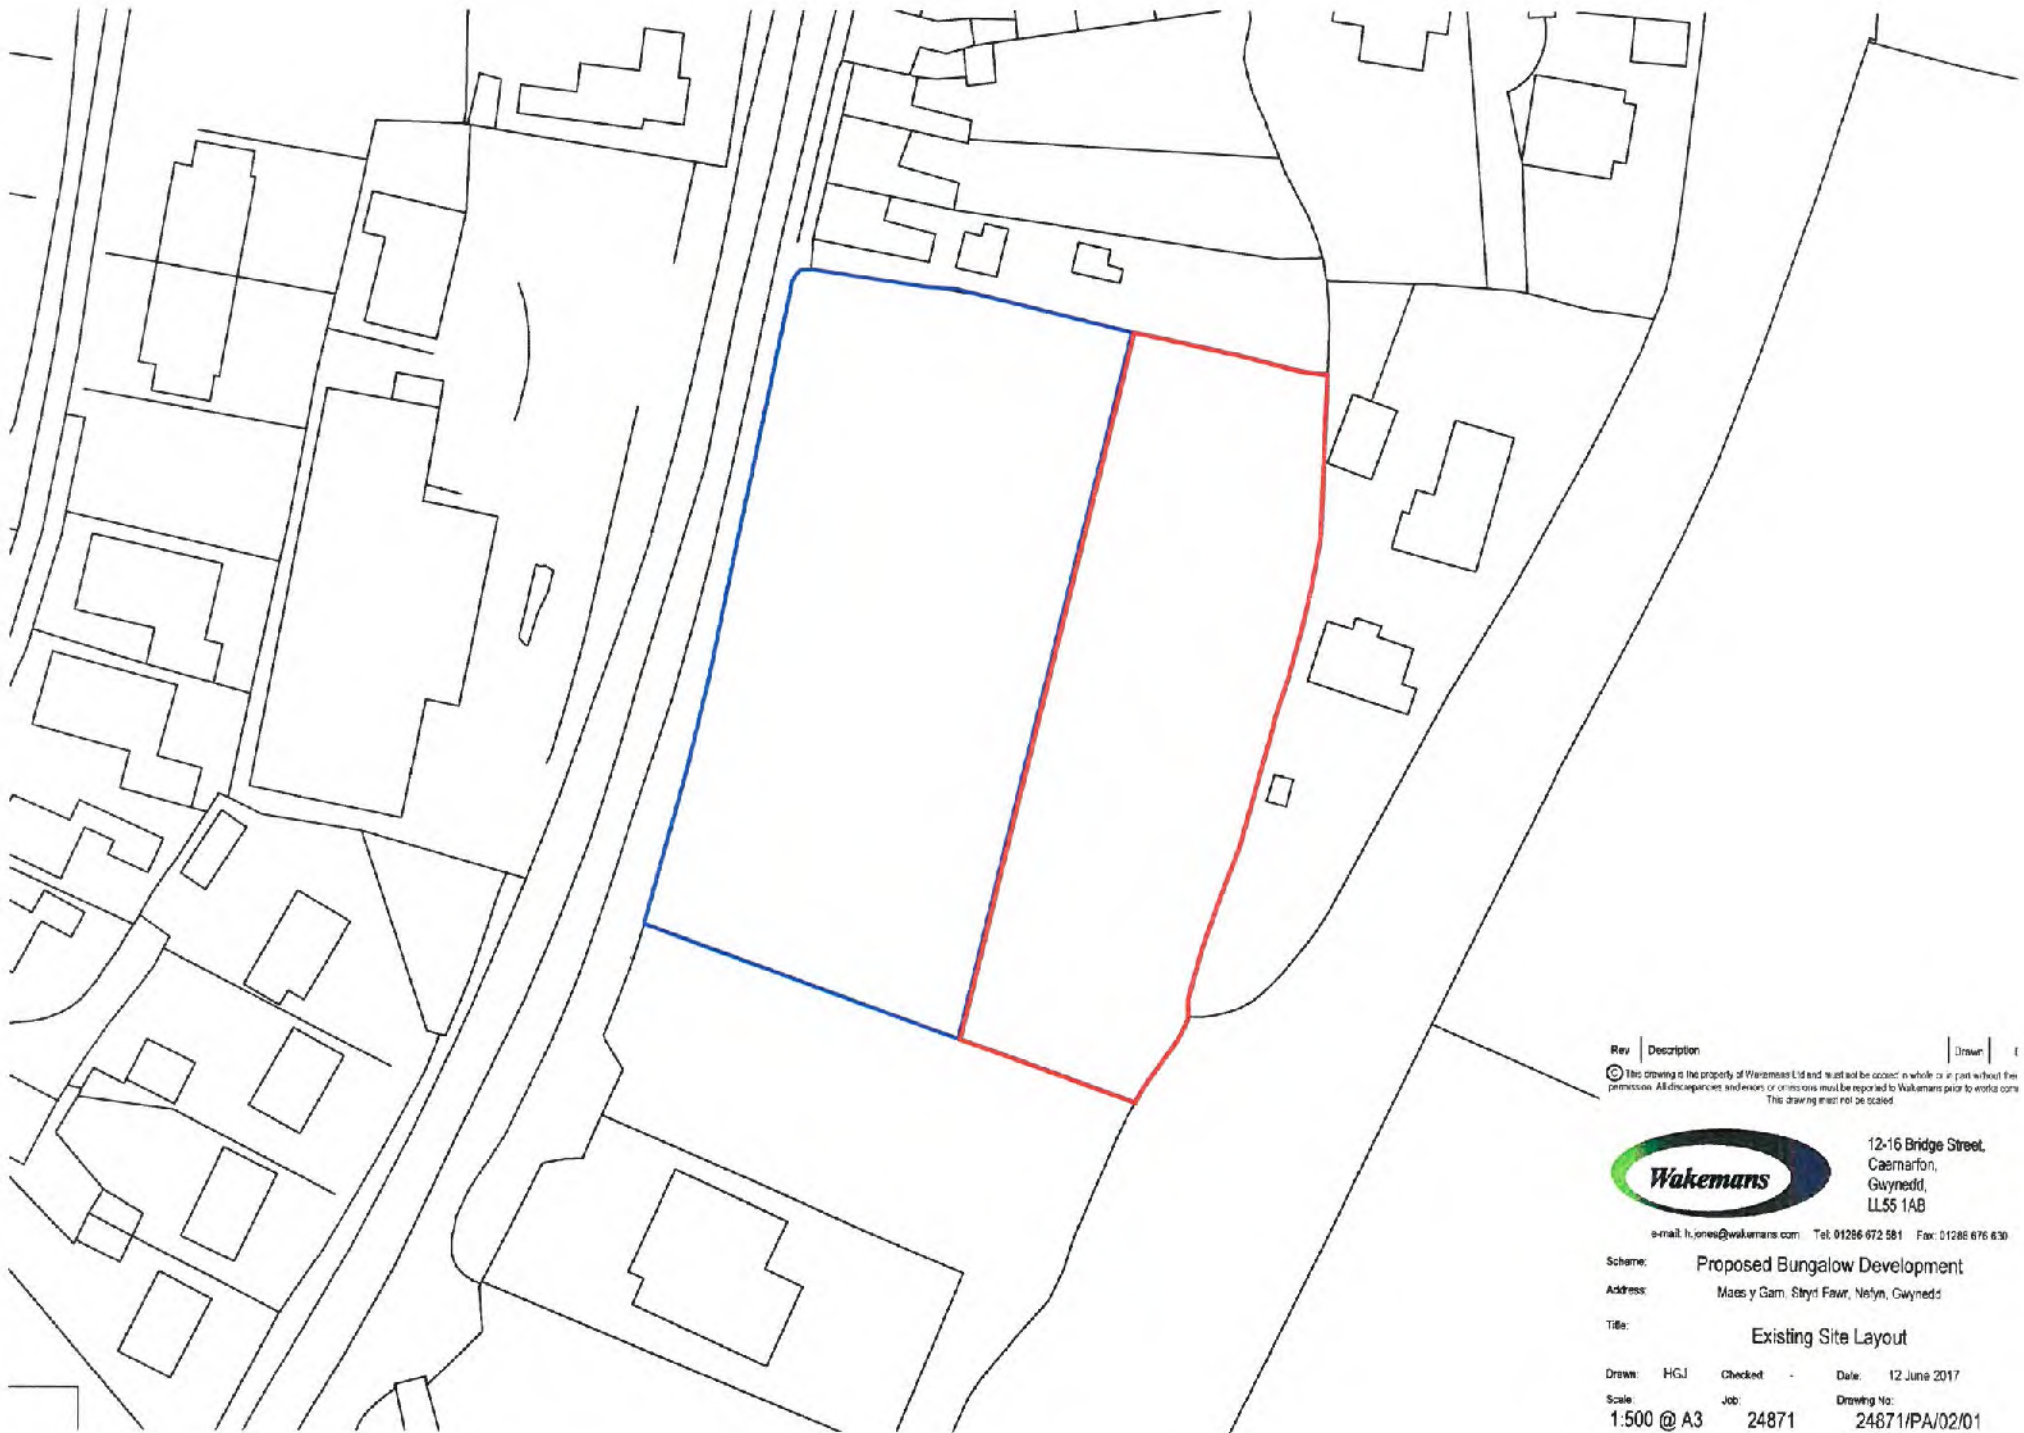 Rev Description Drawn
© This drawing is the property of Wakemans Ltd and must not be copied in whole or in part without the
permission. All discrepancies and errors or omissions must be reported to Wakemans prior to works com
This drawing must not be scaled
Wakemans
12-16 Bridge Street,
Caernarfon,
Gwynedd,
LL55 1AB
e-mail: h.jones@wakemans.com Tel: 01286 672 581 Fax: 01286 676 630
Scheme: Proposed Bungalow Development
Address: Maes y Garn, Stryd Fawr, Nefyn, Gwynedd
Title: Existing Site Layout
Drawn: HGJ Checked: - Date: 12 June 2017
Scale: Job: Drawing No:
1:500 @ A3 24871 24871/PA/02/01